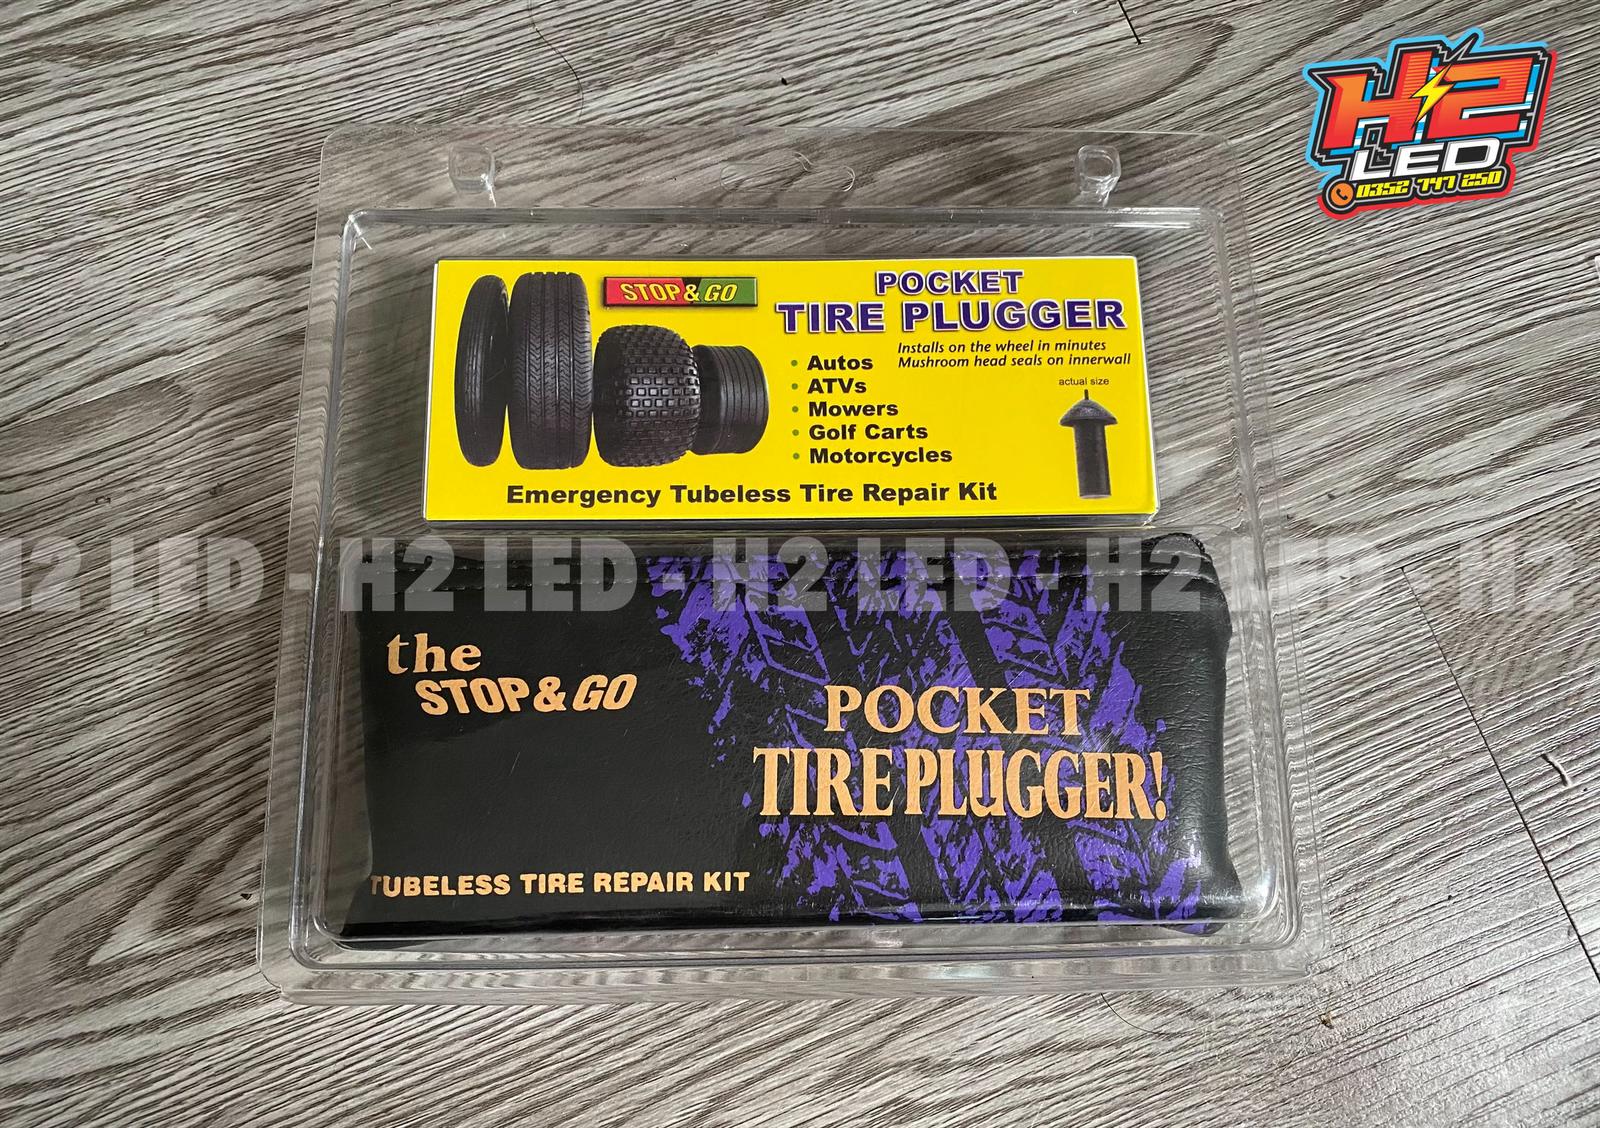 H2
LED
0352 747 250
STOP & GO
POCKET
TIRE PLUGGER
Installs on the wheel in minutes
Mushroom head seals on innerwall
• Autos
• ATVs
• Mowers
• Golf Carts
• Motorcycles
actual size
Emergency Tubeless Tire Repair Kit
H2 LED - H2 LED - H2 LED - H2 LED - H2
the
STOP & GO
POCKET
TIRE PLUGGER!
TUBELESS TIRE REPAIR KIT